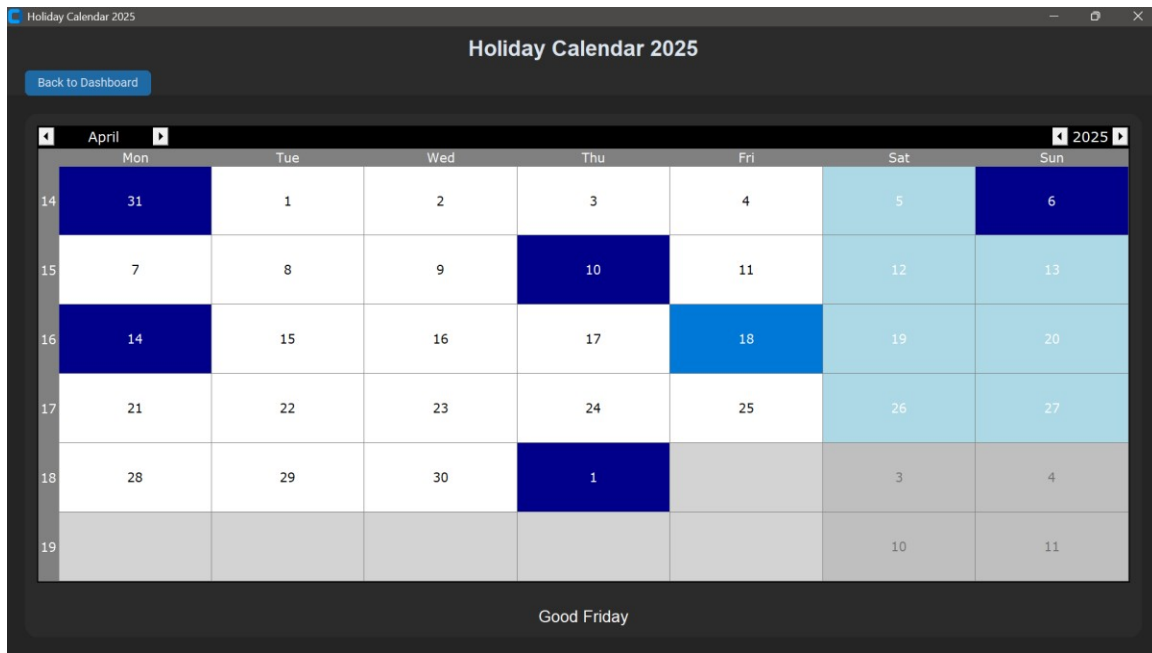 Holiday Calendar 2025
Holiday Calendar 2025
Back to Dashboard
April 2025
Mon Tue Wed Thu Fri Sat Sun
14 31 1 2 3 4 5 6
15 7 8 9 10 11 12 13
16 14 15 16 17 18 19 20
17 21 22 23 24 25 26 27
18 28 29 30 1 3 4
19 10 11
Good Friday